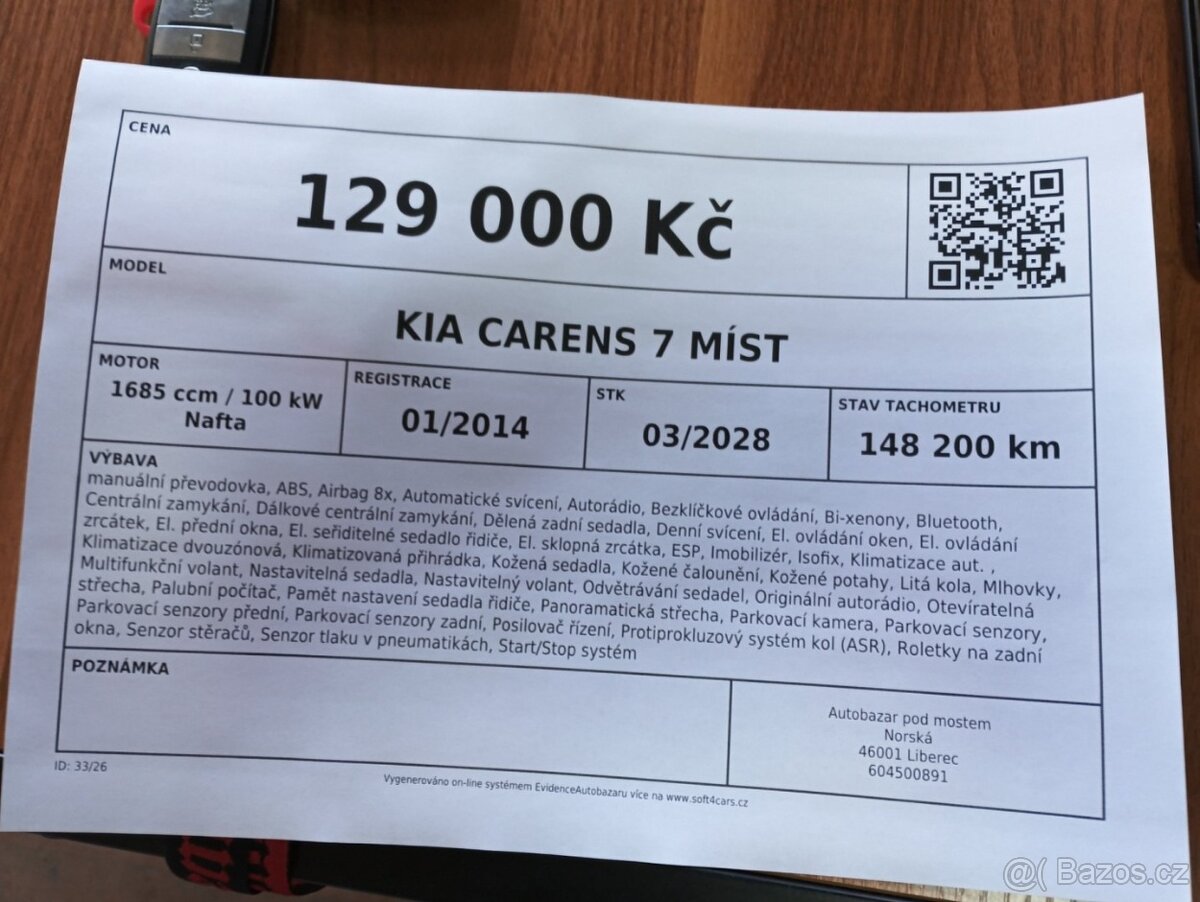 CENA
129 000 Kč
MODEL
KIA CARENS 7 MÍST
MOTOR
1685 ccm / 100 kW
Nafta
REGISTRACE
01/2014
STK
03/2028
STAV TACHOMETRU
148 200 km
VÝBAVA
manuální převodovka, ABS, Airbag 8x, Automatické svícení, Autorádio, Bezklíčkové ovládání, Bi-xenony, Bluetooth,
Centrální zamykání, Dálkové centrální zamykání, Dělená zadní sedadla, Denní svícení, El. ovládání oken, El. ovládání
zrcátek, El. přední okna, El. seřiditelné sedadlo řidiče, El. sklopná zrcátka, ESP, Imobilizér, Isofix, Klimatizace aut. ,
Klimatizace dvouzónová, Klimatizovaná přihrádka, Kožená sedadla, Kožené čalounění, Kožené potahy, Litá kola, Mlhovky,
Multifunkční volant, Nastavitelná sedadla, Nastavitelný volant, Odvětrávání sedadel, Originální autorádio, Otevíratelná
střecha, Palubní počítač, Pamět nastavení sedadla řidiče, Panoramatická střecha, Parkovací kamera, Parkovací senzory,
Parkovací senzory přední, Parkovací senzory zadní, Posilovač řízení, Protiprokluzový systém kol (ASR), Roletky na zadní
okna, Senzor stěračů, Senzor tlaku v pneumatikách, Start/Stop systém
POZNÁMKA
Autobazar pod mostem
Norská
46001 Liberec
604500891
ID: 33/26
Vygenerováno on-line systémem EvidenceAutobazaru více na www.soft4cars.cz
@( Bazos.cz